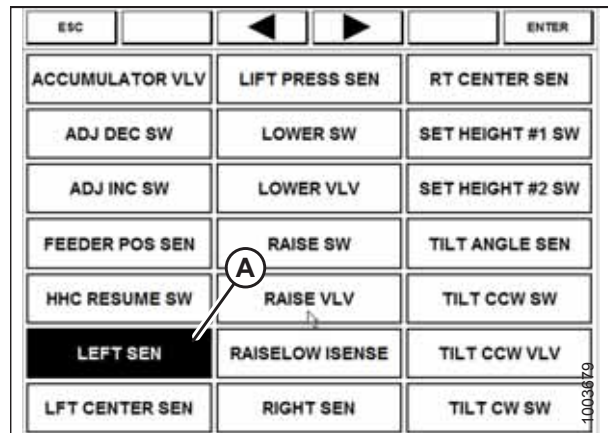 ESC ENTER
ACCUMULATOR VLV LIFT PRESS SEN RT CENTER SEN
ADJ DEC SW LOWER SW SET HEIGHT #1 SW
ADJ INC SW LOWER VLV SET HEIGHT #2 SW
FEEDER POS SEN RAISE SW TILT ANGLE SEN
A
HHC RESUME SW RAISE VLV TILT CCW SW
LEFT SEN RAISELOW ISENSE TILT CCW VLV
LFT CENTER SEN RIGHT SEN TILT CW SW
1003679